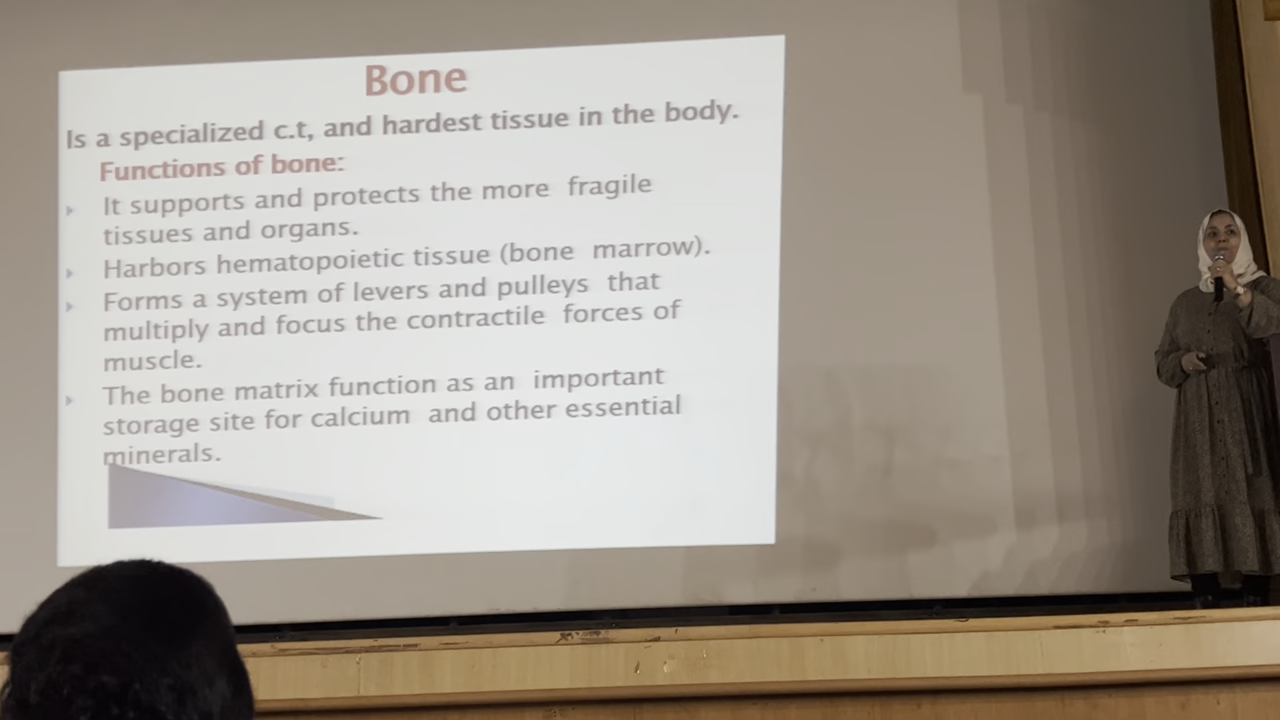 Bone
Is a specialized c.t, and hardest tissue in the body.
Functions of bone:
It supports and protects the more fragile
tissues and organs.
Harbors hematopoietic tissue (bone marrow).
Forms a system of levers and pulleys that
multiply and focus the contractile forces of
muscle.
The bone matrix function as an important
storage site for calcium and other essential
minerals.